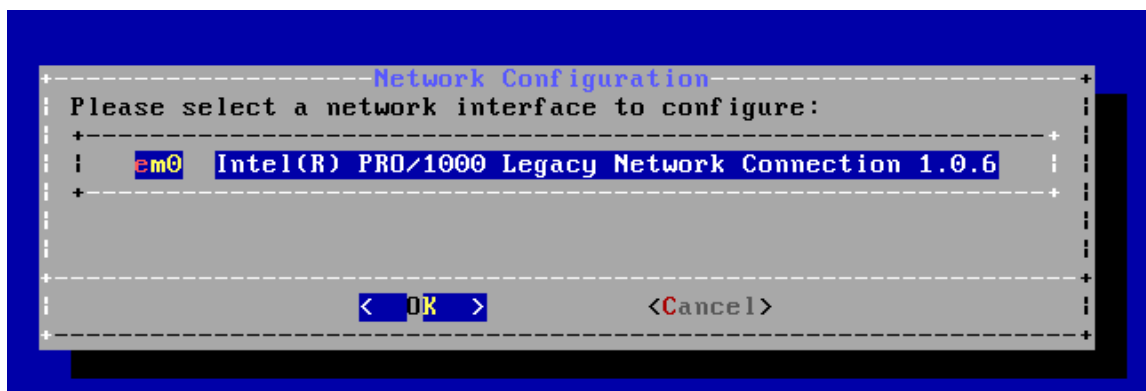 Network Configuration
Please select a network interface to configure:
em0 Intel(R) PRO/1000 Legacy Network Connection 1.0.6
< OK > <Cancel>